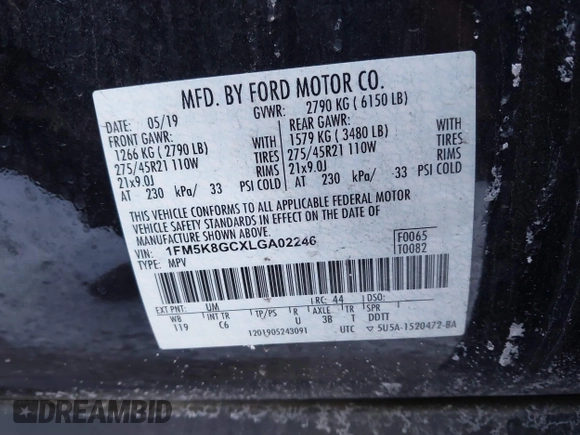 MFD. BY FORD MOTOR CO.
DATE: 05/19 GVWR: 2790 KG ( 6150 LB)
FRONT GAWR: REAR GAWR:
1266 KG ( 2790 LB) 1579 KG ( 3480 LB)
275/45R21 110W TIRES 275/45R21 110W TIRES
21x9.0J RIMS 21x9.0J RIMS
AT 230 kPa/ 33 PSI COLD AT 230 kPa/ 33 PSI COLD
THIS VEHICLE CONFORMS TO ALL APPLICABLE FEDERAL MOTOR
VEHICLE SAFETY AND THEFT PREVENTION STANDARDS IN EFFECT
ON THE DATE OF MANUFACTURE SHOWN ABOVE.
VIN: 1FM5K8GCXLGA02246 F0065
TYPE: MPV T0082
EXT PNT: UM RC: 44 DSO:
WB INT TR TP/PS R AXLE TR SPR
119 C6 U 3B T DDTT
1201905243091 UTC 5U5A-1520472-BA
DREAMBID